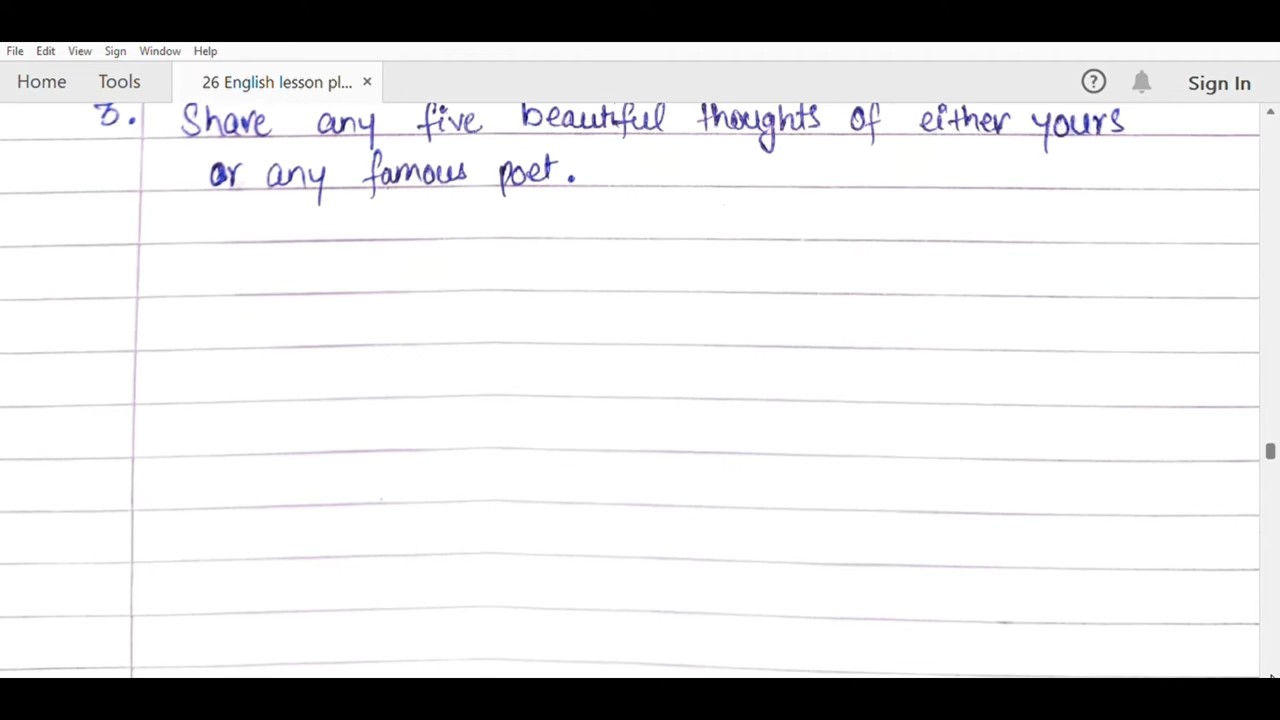 File Edit View Sign Window Help
Home Tools 26 English lesson pl... × ? Sign In
3. Share any five beautiful thoughts of either yours
or any famous poet.